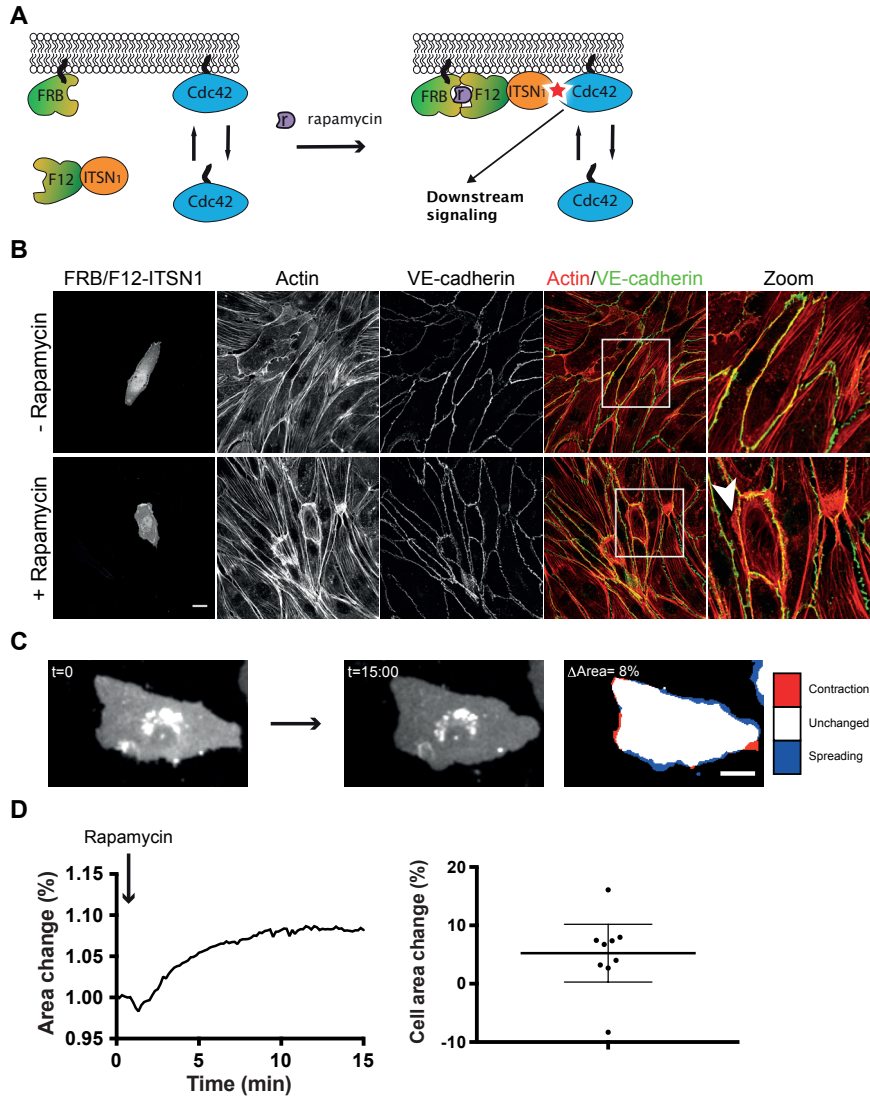 A
FRB
Cdc42
F12
ITSN1
Cdc42
r rapamycin
FRB
r
F12
ITSN1
Cdc42
Downstream
signaling
Cdc42
B
FRB/F12-ITSN1
Actin
VE-cadherin
Actin/VE-cadherin
Zoom
- Rapamycin
+ Rapamycin
C
t=0
t=15:00
ΔArea= 8%
Contraction
Unchanged
Spreading
D
Rapamycin
Area change (%)
1.15
1.10
1.05
1.00
0.95
0
5
10
15
Time (min)
Cell area change (%)
20
10
0
-10